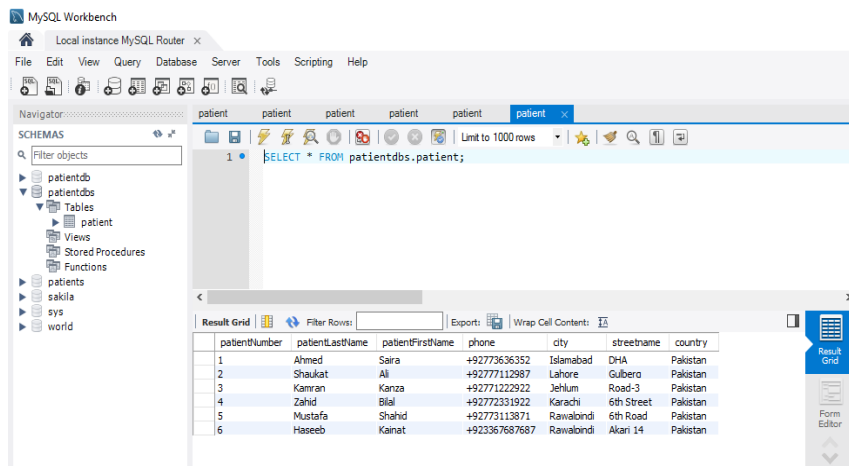 MySQL Workbench
Local instance MySQL Router ×
File Edit View Query Database Server Tools Scripting Help
Navigator
SCHEMAS
Filter objects
patientdb
patientdbs
Tables
patient
Views
Stored Procedures
Functions
patients
sakila
sys
world
patient patient patient patient patient patient ×
Limit to 1000 rows
1 SELECT * FROM patientdbs.patient;
Result Grid Filter Rows: Export: Wrap Cell Content:
patientNumber patientLastName patientFirstName phone city streetname country
1 Ahmed Saira +92773636352 Islamabad DHA Pakistan
2 Shaukat Ali +92777112987 Lahore Gulberg Pakistan
3 Kamran Kanza +92771222922 Jehlum Road-3 Pakistan
4 Zahid Bilal +92772331922 Karachi 6th Street Pakistan
5 Mustafa Shahid +92773113871 Rawalpindi 6th Road Pakistan
6 Haseeb Kainat +923367687687 Rawalpindi Akari 14 Pakistan
Result
Grid
Form
Editor